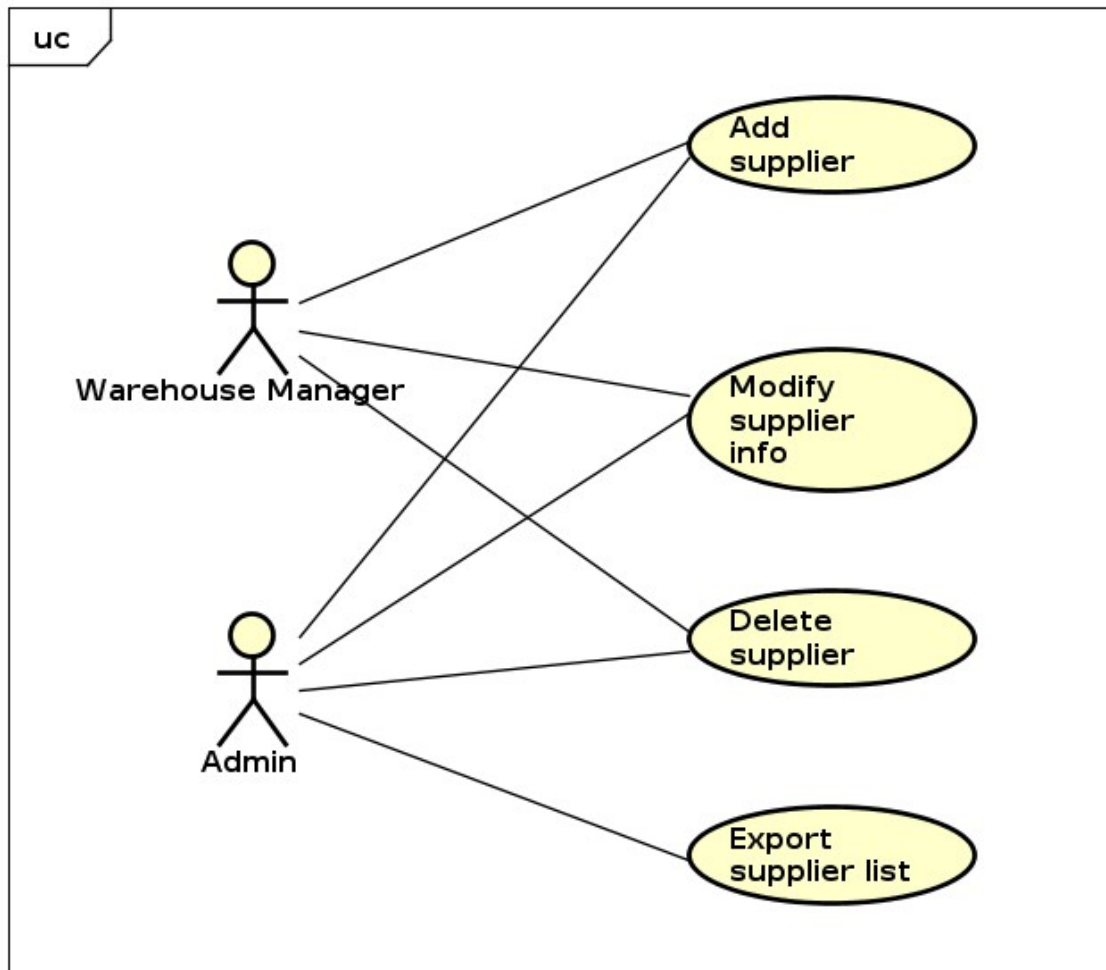 uc
Add
supplier
Warehouse Manager
Modify
supplier
info
Delete
supplier
Admin
Export
supplier list